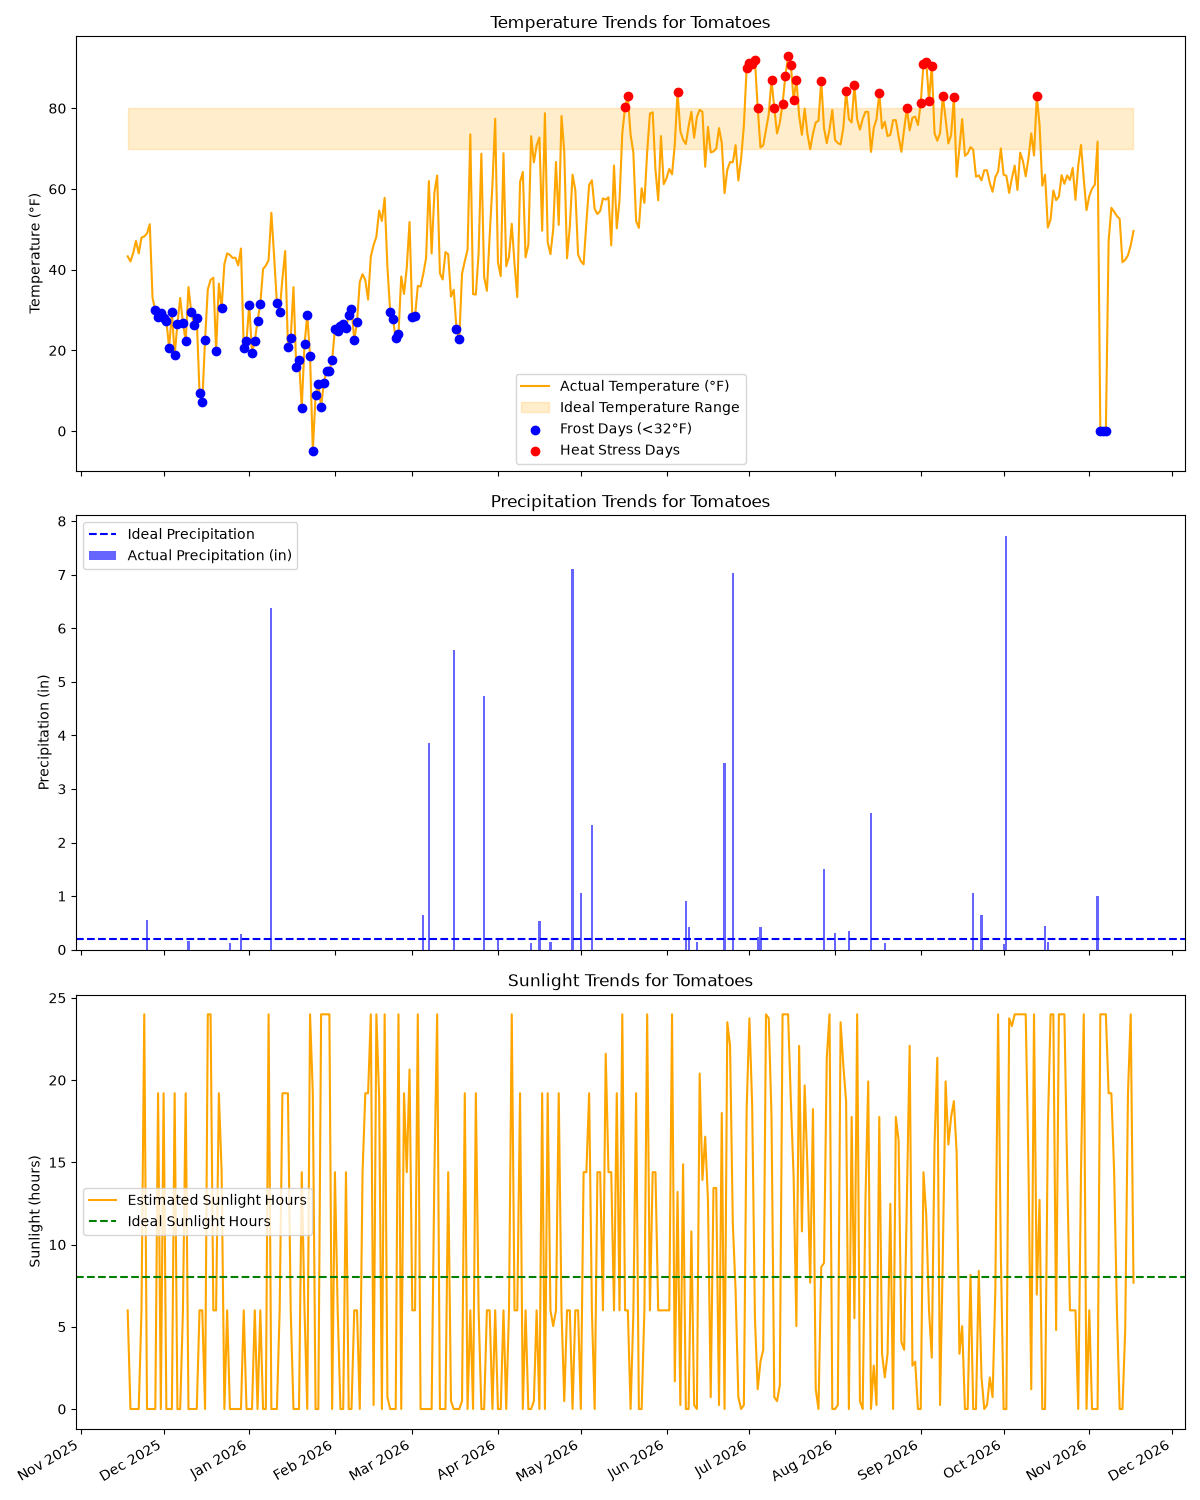 Temperature Trends for Tomatoes
Temperature (°F)
80
60
40
20
0
Actual Temperature (°F)
Ideal Temperature Range
Frost Days (<32°F)
Heat Stress Days
Precipitation Trends for Tomatoes
Precipitation (in)
8
7
6
5
4
3
2
1
0
Ideal Precipitation
Actual Precipitation (in)
Sunlight Trends for Tomatoes
Sunlight (hours)
25
20
15
10
5
0
Estimated Sunlight Hours
Ideal Sunlight Hours
Nov 2025
Dec 2025
Jan 2026
Feb 2026
Mar 2026
Apr 2026
May 2026
Jun 2026
Jul 2026
Aug 2026
Sep 2026
Oct 2026
Nov 2026
Dec 2026